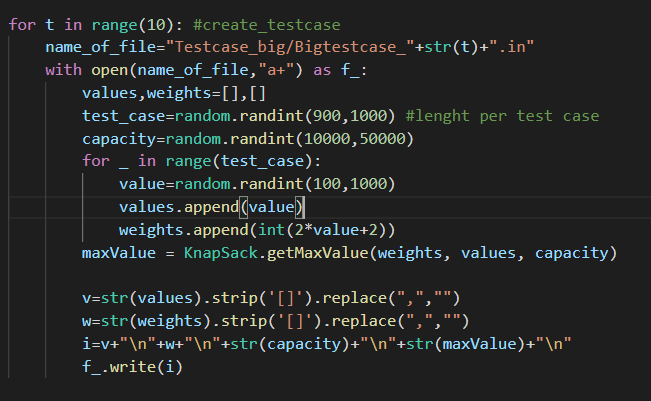 for t in range(10): #create_testcase
    name_of_file="Testcase_big/Bigtestcase_"+str(t)+".in"
    with open(name_of_file,"a+") as f_:
        values,weights=[],[]
        test_case=random.randint(900,1000) #lenght per test case
        capacity=random.randint(10000,50000)
        for _ in range(test_case):
            value=random.randint(100,1000)
            values.append(value)
            weights.append(int(2*value+2))
        maxValue = KnapSack.getMaxValue(weights, values, capacity)

        v=str(values).strip('[]').replace(",","")
        w=str(weights).strip('[]').replace(",","")
        i=v+"\n"+w+"\n"+str(capacity)+"\n"+str(maxValue)+"\n"
        f_.write(i)